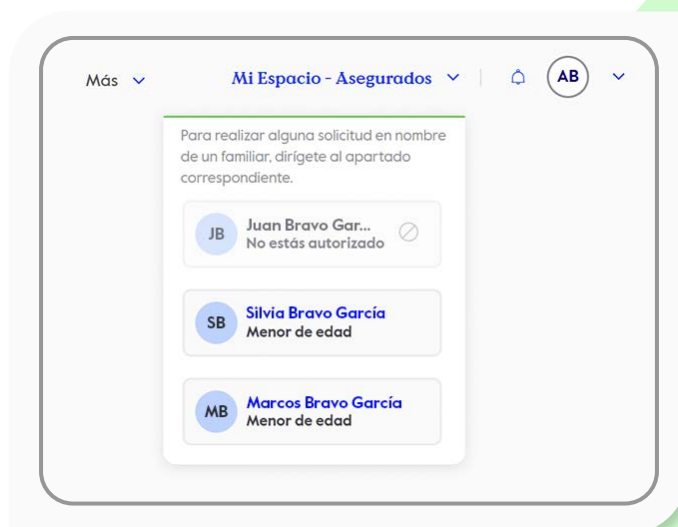 Más
Mi Espacio - Asegurados
AB
Para realizar alguna solicitud en nombre
de un familiar, dirígete al apartado
correspondiente.
JB
Juan Bravo Gar...
No estás autorizado
SB
Silvia Bravo García
Menor de edad
MB
Marcos Bravo García
Menor de edad